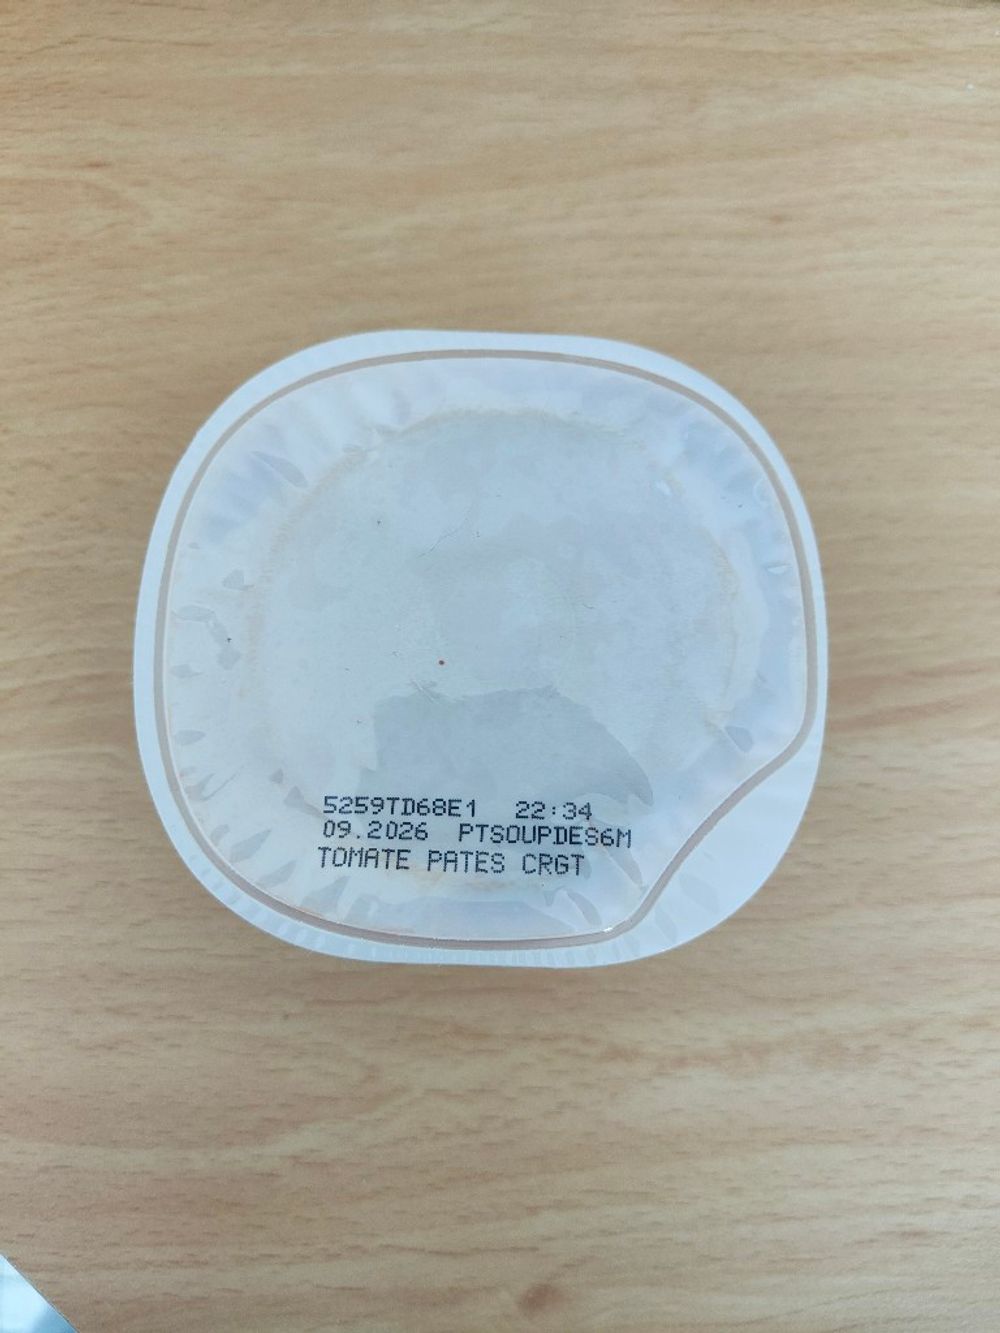 5259TD68E1 22:34
09.2026 PTSOUPDES6M
TOMATE PATES CRGT